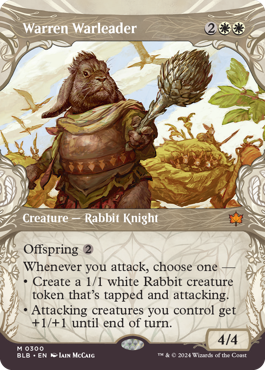 Warren Warleader 2
Creature — Rabbit Knight
Offspring 2
Whenever you attack, choose one —
• Create a 1/1 white Rabbit creature
token that's tapped and attacking.
• Attacking creatures you control get
+1/+1 until end of turn.
4/4
M 0300
BLB • EN Iain McCaig ™ & © 2024 Wizards of the Coast